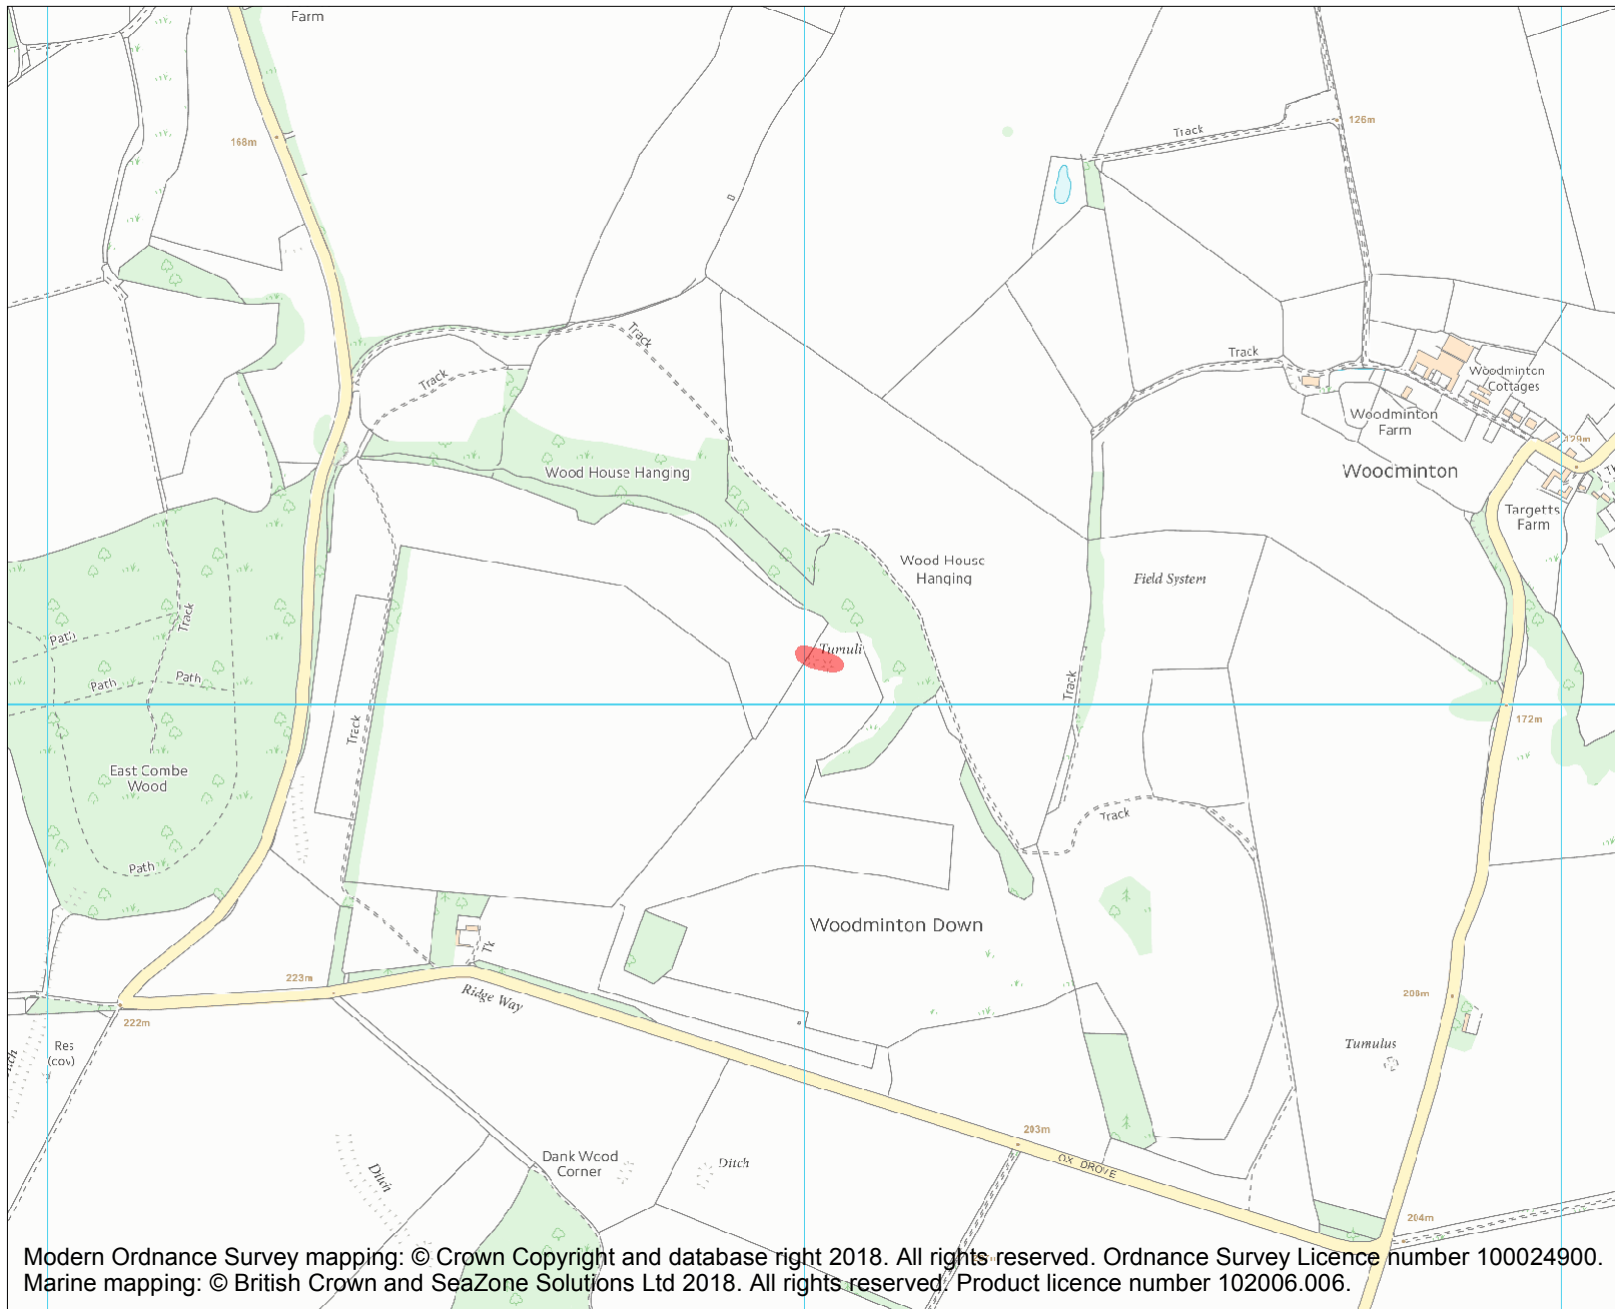 Farm
168m
Track
126m
Track
Track
Track
Woodminton
Cottages
Woodminton
Farm
129m
Wood House Hanging
Woodminton
Targetts
Farm
Wood House
Hanging
Field System
Track
Path
Tumuli
Path
Path
Track
Track
172m
East Combe
Wood
Track
Path
Woodminton Down
Tk
223m
Ridge Way
208m
222m
Res
(cov)
Tumulus
203m
Dank Wood
Corner
Ditch
Ditch
OX DROVE
204m
Modern Ordnance Survey mapping: © Crown Copyright and database right 2018. All rights reserved. Ordnance Survey Licence number 100024900.
Marine mapping: © British Crown and SeaZone Solutions Ltd 2018. All rights reserved. Product licence number 102006.006.